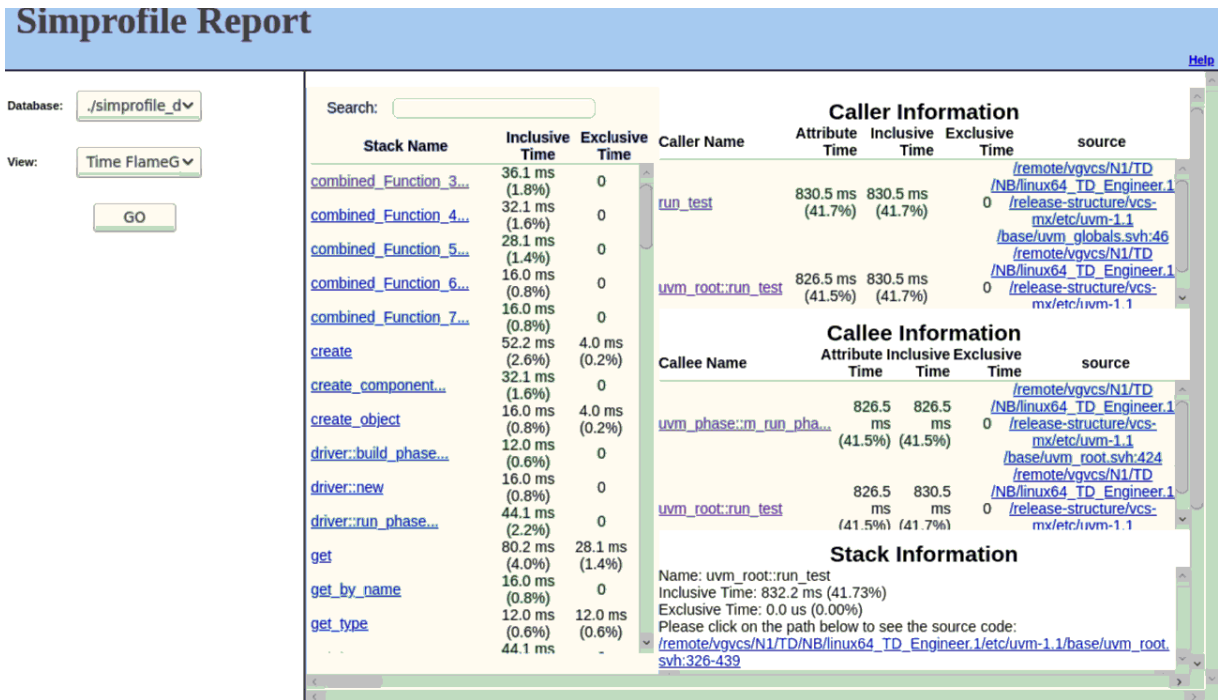 Simprofile Report
Help
Database: ./simprofile_d
View: Time FlameG
GO
Search:
Stack Name Inclusive Time Exclusive Time
combined_Function_3... 36.1 ms (1.8%) 0
combined_Function_4... 32.1 ms (1.6%) 0
combined_Function_5... 28.1 ms (1.4%) 0
combined_Function_6... 16.0 ms (0.8%) 0
combined_Function_7... 16.0 ms (0.8%) 0
create 52.2 ms (2.6%) 4.0 ms (0.2%)
create_component... 32.1 ms (1.6%) 0
create_object 16.0 ms (0.8%) 4.0 ms (0.2%)
driver::build_phase... 12.0 ms (0.6%) 0
driver::new 16.0 ms (0.8%) 0
driver::run_phase... 44.1 ms (2.2%) 0
get 80.2 ms (4.0%) 28.1 ms (1.4%)
get_by_name 16.0 ms (0.8%) 0
get_type 12.0 ms (0.6%) 12.0 ms (0.6%)
44.1 ms
Caller Information
Caller Name Attribute Time Inclusive Time Exclusive Time source
run_test 830.5 ms (41.7%) 830.5 ms (41.7%) 0
/remote/vgvcs/N1/TD
/NB/linux64_TD_Engineer.1
/release-structure/vcs-
mx/etc/uvm-1.1
/base/uvm_globals.svh:46
uvm_root::run_test 826.5 ms (41.5%) 830.5 ms (41.7%) 0
/remote/vgvcs/N1/TD
/NB/linux64_TD_Engineer.1
/release-structure/vcs-
mx/etc/uvm-1.1
Callee Information
Callee Name Attribute Time Inclusive Time Exclusive Time source
uvm_phase::m_run_pha... 826.5 ms (41.5%) 826.5 ms (41.5%) 0
/remote/vgvcs/N1/TD
/NB/linux64_TD_Engineer.1
/release-structure/vcs-
mx/etc/uvm-1.1
/base/uvm_root.svh:424
uvm_root::run_test 826.5 ms (41.5%) 830.5 ms (41.7%) 0
/remote/vgvcs/N1/TD
/NB/linux64_TD_Engineer.1
/release-structure/vcs-
mx/etc/uvm-1.1
Stack Information
Name: uvm_root::run_test
Inclusive Time: 832.2 ms (41.73%)
Exclusive Time: 0.0 us (0.00%)
Please click on the path below to see the source code:
/remote/vgvcs/N1/TD/NB/linux64_TD_Engineer.1/etc/uvm-1.1/base/uvm_root.
svh:326-439